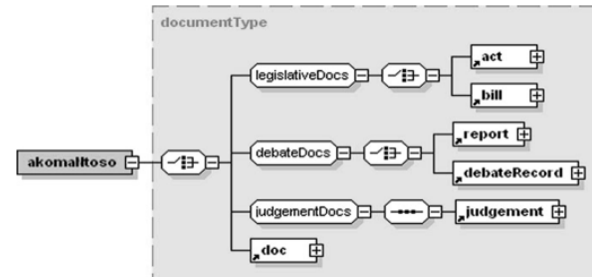 documentType
legislativeDocs
act
bill
akomaNtoso
debateDocs
report
debateRecord
judgementDocs
judgement
doc